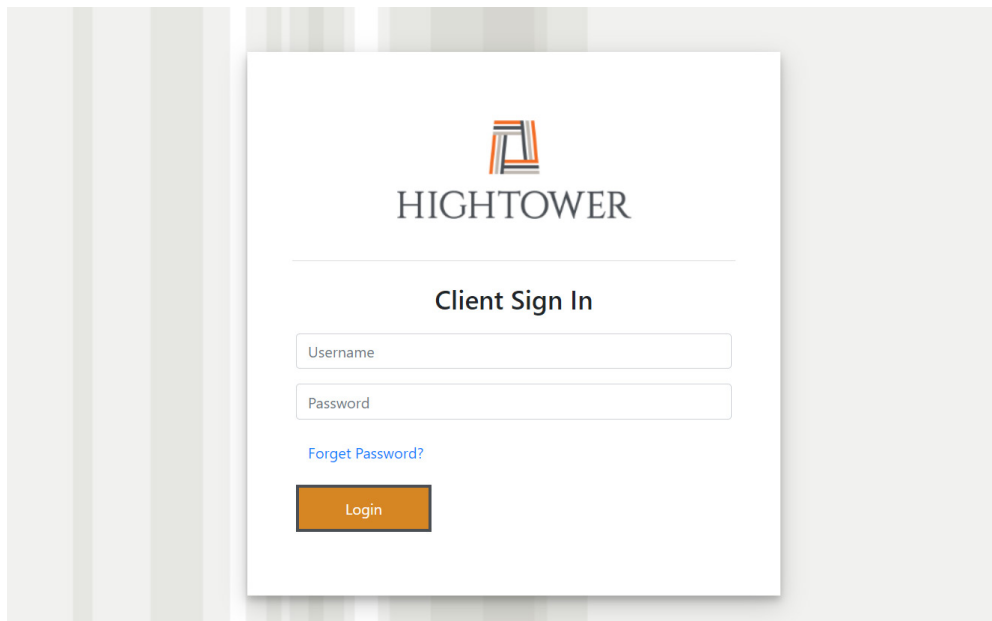 HIGHTOWER
Client Sign In
Username
Password
Forget Password?
Login